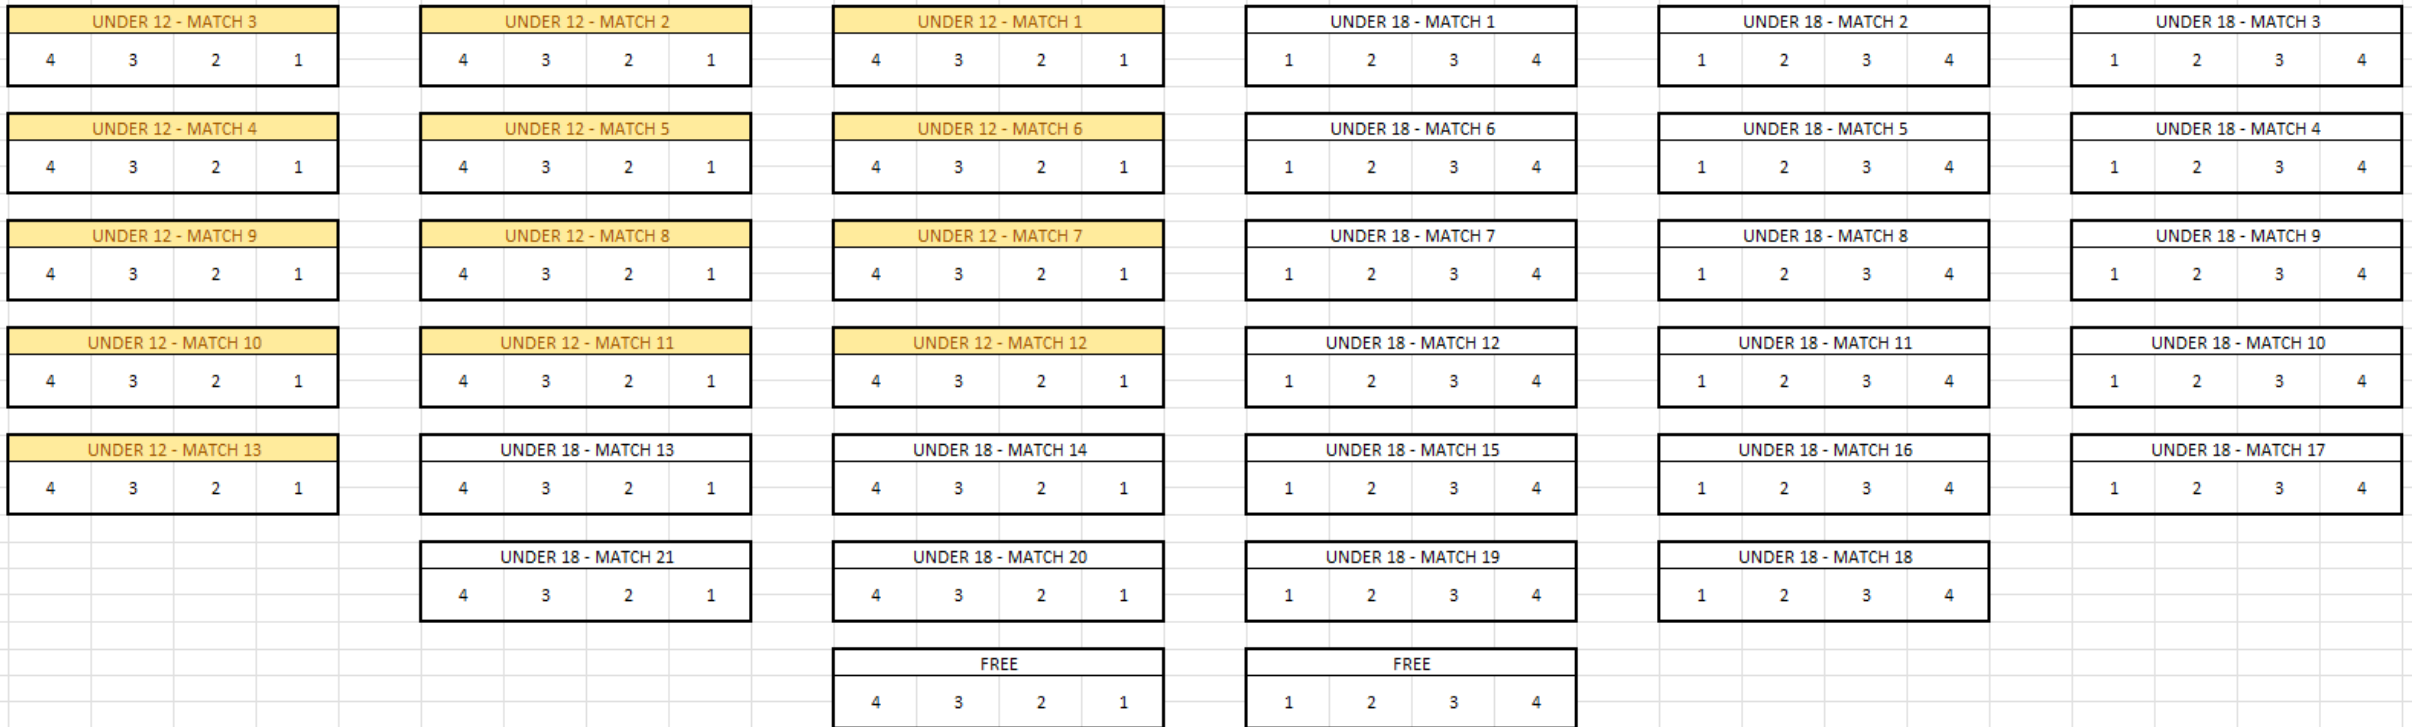 UNDER 12 - MATCH 3 UNDER 12 - MATCH 2 UNDER 12 - MATCH 1 UNDER 18 - MATCH 1 UNDER 18 - MATCH 2 UNDER 18 - MATCH 3
4 3 2 1 4 3 2 1 4 3 2 1 1 2 3 4 1 2 3 4 1 2 3 4
UNDER 12 - MATCH 4 UNDER 12 - MATCH 5 UNDER 12 - MATCH 6 UNDER 18 - MATCH 6 UNDER 18 - MATCH 5 UNDER 18 - MATCH 4
4 3 2 1 4 3 2 1 4 3 2 1 1 2 3 4 1 2 3 4 1 2 3 4
UNDER 12 - MATCH 9 UNDER 12 - MATCH 8 UNDER 12 - MATCH 7 UNDER 18 - MATCH 7 UNDER 18 - MATCH 8 UNDER 18 - MATCH 9
4 3 2 1 4 3 2 1 4 3 2 1 1 2 3 4 1 2 3 4 1 2 3 4
UNDER 12 - MATCH 10 UNDER 12 - MATCH 11 UNDER 12 - MATCH 12 UNDER 18 - MATCH 12 UNDER 18 - MATCH 11 UNDER 18 - MATCH 10
4 3 2 1 4 3 2 1 4 3 2 1 1 2 3 4 1 2 3 4 1 2 3 4
UNDER 12 - MATCH 13 UNDER 18 - MATCH 13 UNDER 18 - MATCH 14 UNDER 18 - MATCH 15 UNDER 18 - MATCH 16 UNDER 18 - MATCH 17
4 3 2 1 4 3 2 1 4 3 2 1 1 2 3 4 1 2 3 4 1 2 3 4
UNDER 18 - MATCH 21 UNDER 18 - MATCH 20 UNDER 18 - MATCH 19 UNDER 18 - MATCH 18
4 3 2 1 4 3 2 1 1 2 3 4 1 2 3 4
FREE FREE
4 3 2 1 1 2 3 4